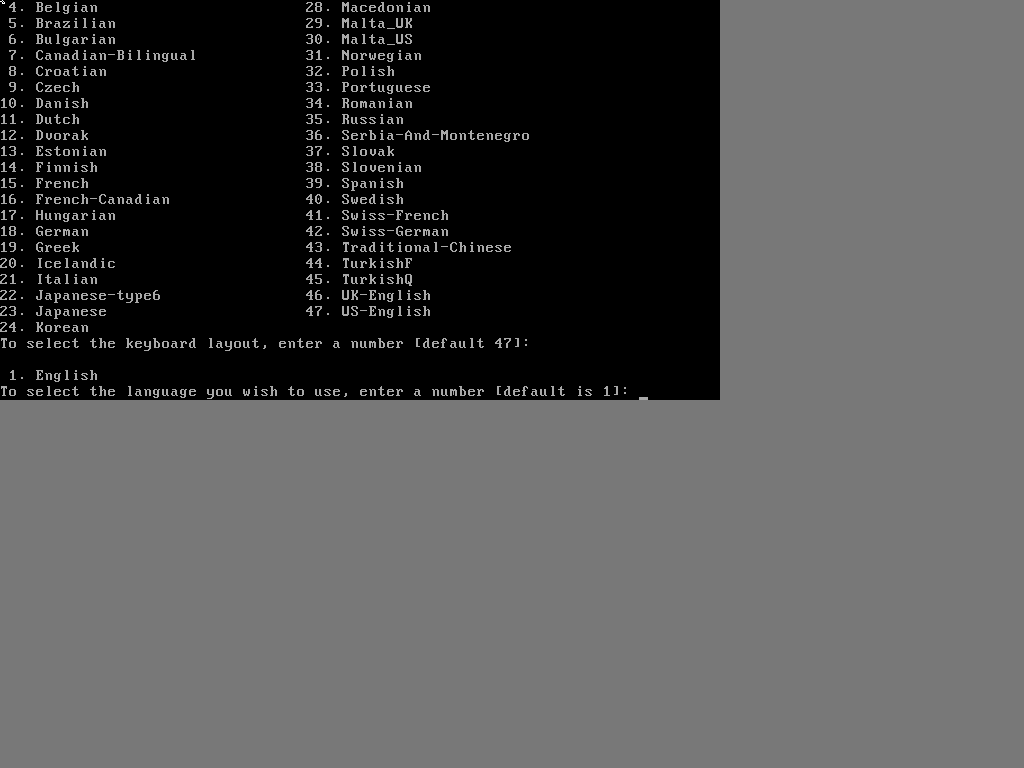 4. Belgian 28. Macedonian
5. Brazilian 29. Malta_UK
6. Bulgarian 30. Malta_US
7. Canadian-Bilingual 31. Norwegian
8. Croatian 32. Polish
9. Czech 33. Portuguese
10. Danish 34. Romanian
11. Dutch 35. Russian
12. Dvorak 36. Serbia-And-Montenegro
13. Estonian 37. Slovak
14. Finnish 38. Slovenian
15. French 39. Spanish
16. French-Canadian 40. Swedish
17. Hungarian 41. Swiss-French
18. German 42. Swiss-German
19. Greek 43. Traditional-Chinese
20. Icelandic 44. TurkishF
21. Italian 45. TurkishQ
22. Japanese-type6 46. UK-English
23. Japanese 47. US-English
24. Korean
To select the keyboard layout, enter a number [default 47]:
1. English
To select the language you wish to use, enter a number [default is 1]: _